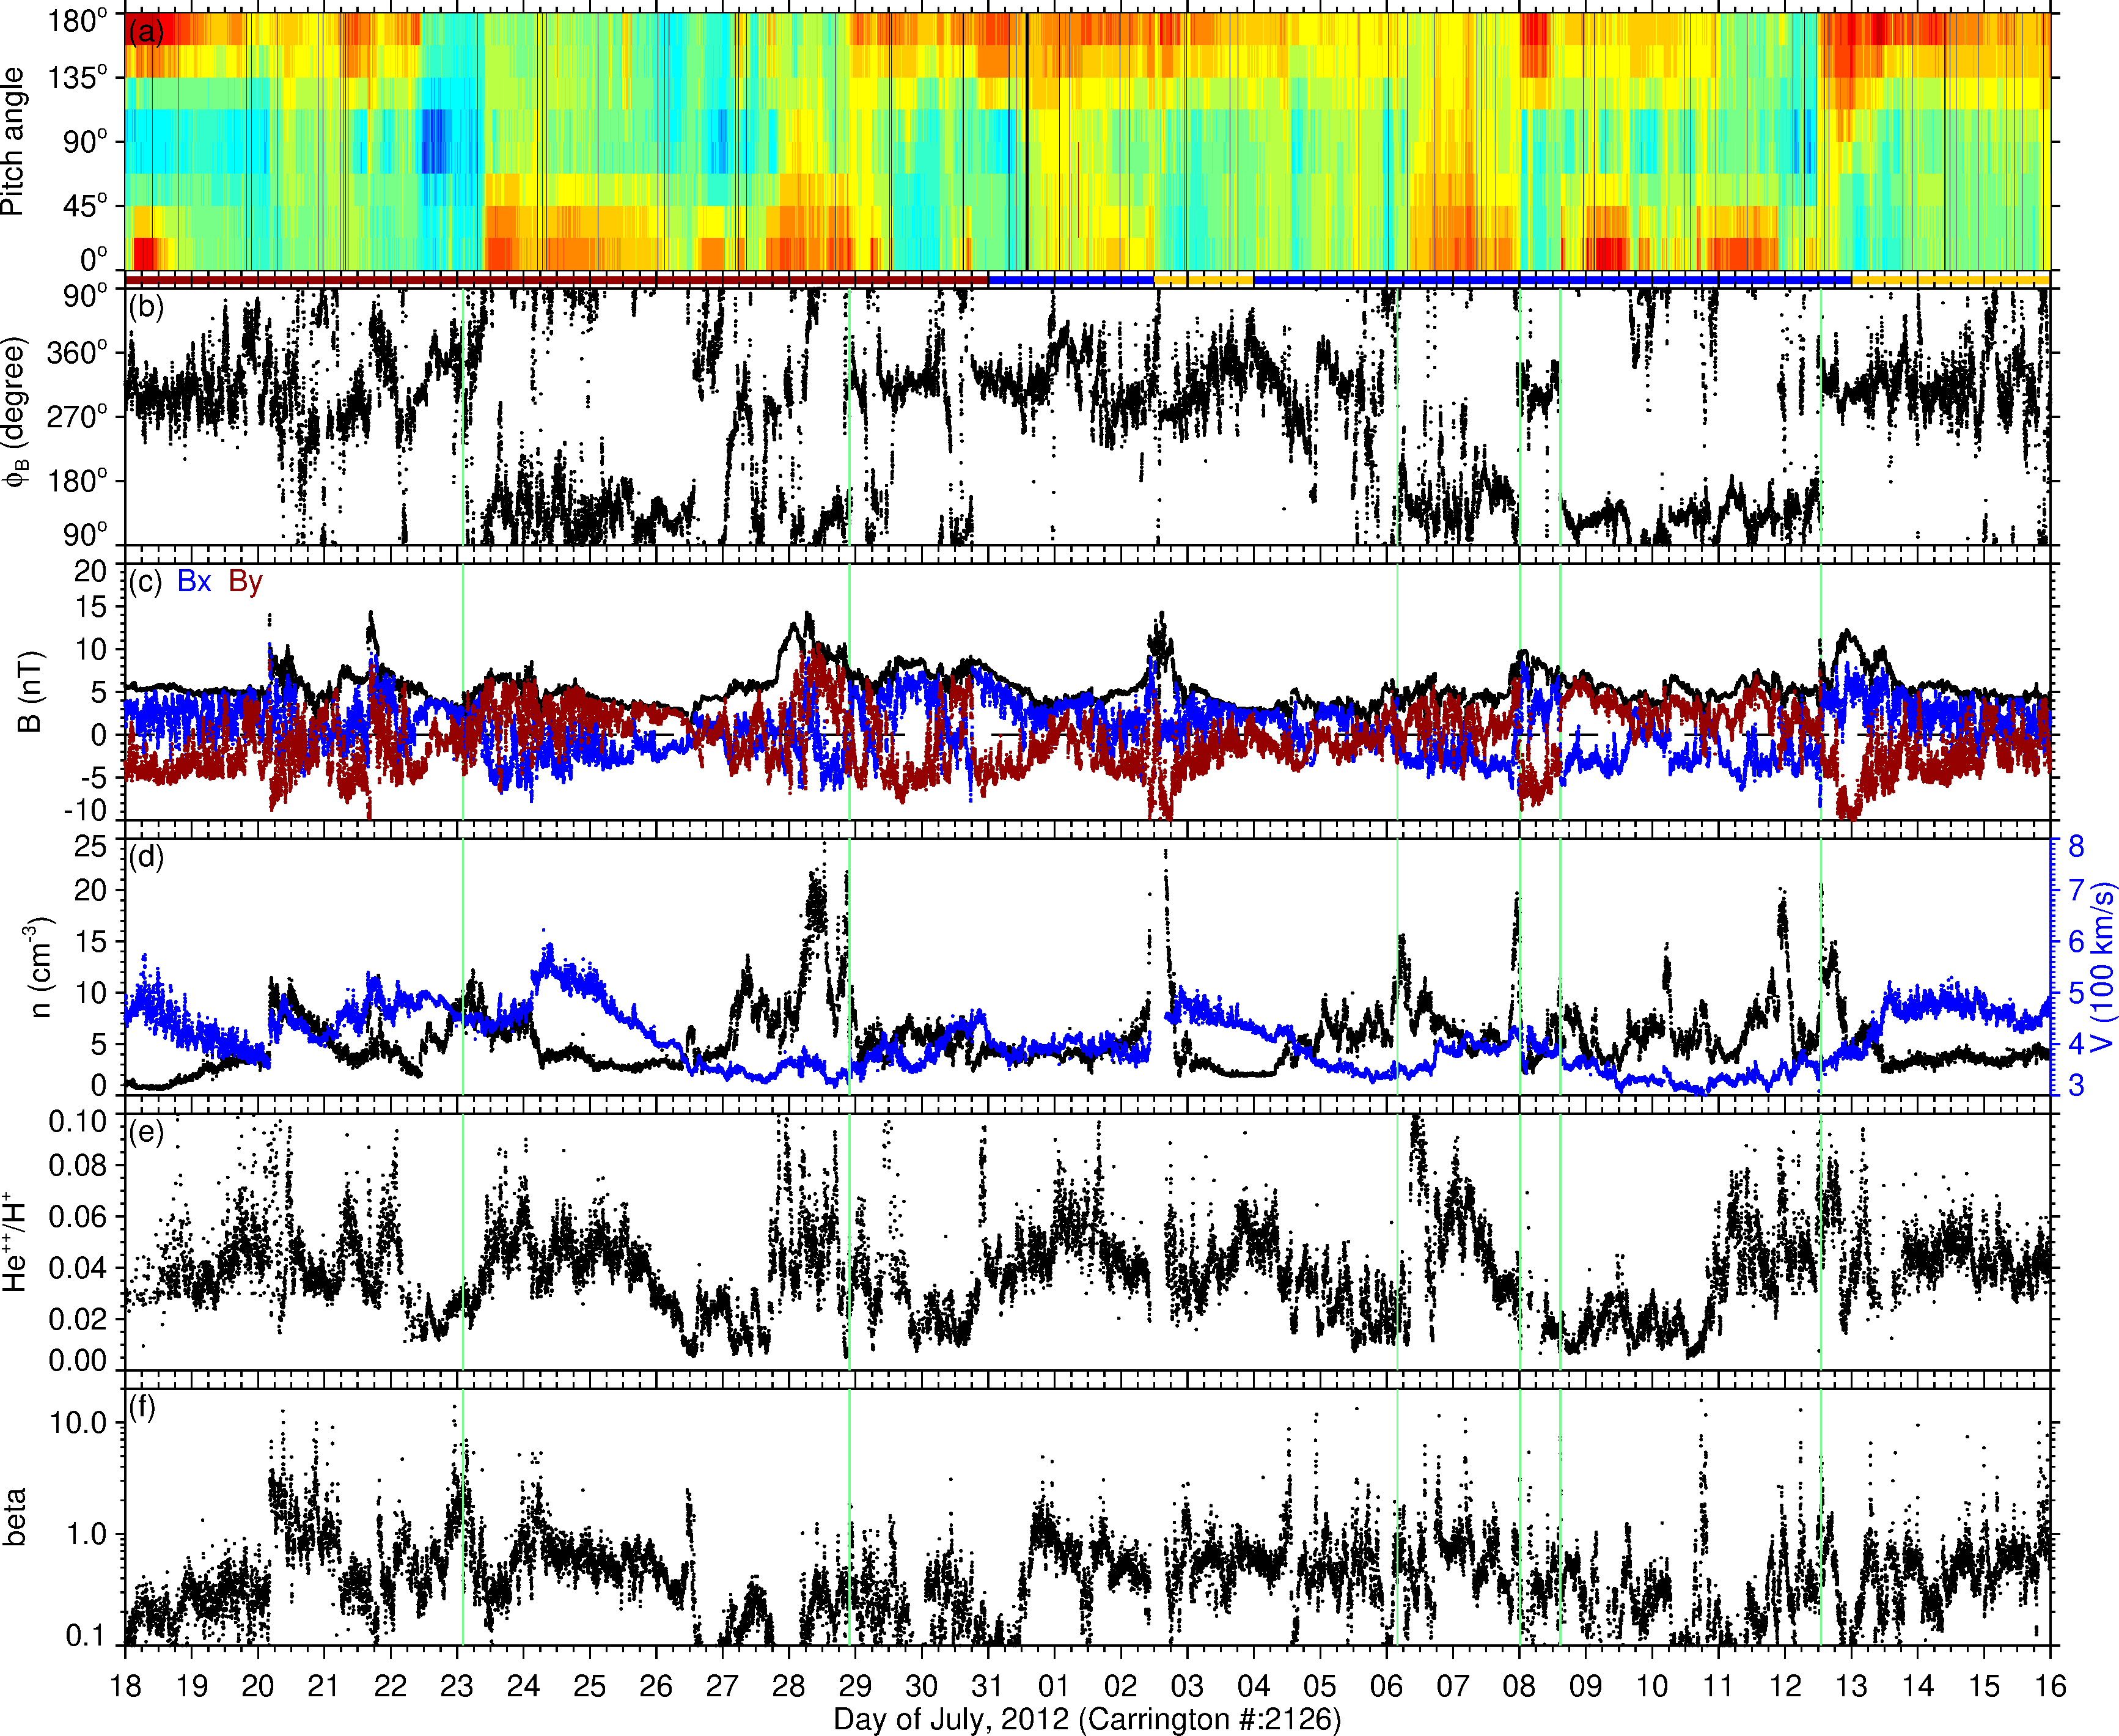 (a)
180°
135°
90°
45°
0°
Pitch angle
(b)
90°
360°
270°
180°
90°
ϕB (degree)
(c) Bx By
20
15
10
5
0
-5
-10
B (nT)
(d)
25
20
15
10
5
0
n (cm-3)
8
7
6
5
4
3
V (100 km/s)
(e)
0.10
0.08
0.06
0.04
0.02
0.00
He++/H+
(f)
10.0
1.0
0.1
beta
18 19 20 21 22 23 24 25 26 27 28 29 30 31 01 02 03 04 05 06 07 08 09 10 11 12 13 14 15 16
Day of July, 2012 (Carrington #:2126)